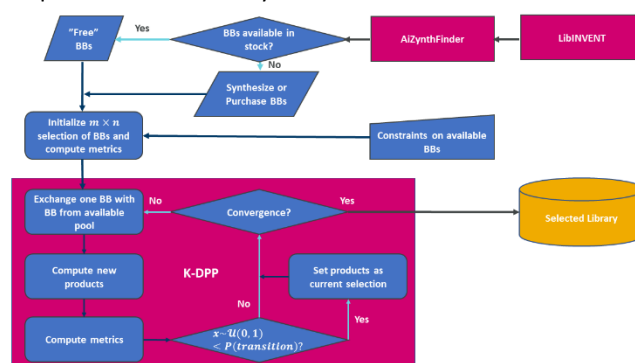 "Free"
BBs
Yes
BBs available in
stock?
AiZynthFinder
LibINVENT
No
Synthesize or
Purchase BBs
Initialize m × n
selection of BBs and
compute metrics
Constraints on available
BBs
Exchange one BB with
BB from available
pool
No
Convergence?
Yes
Selected Library
Compute new
products
K-DPP
Set products as
current selection
No
Yes
Compute metrics
x~U(0, 1)
< P(transition)?